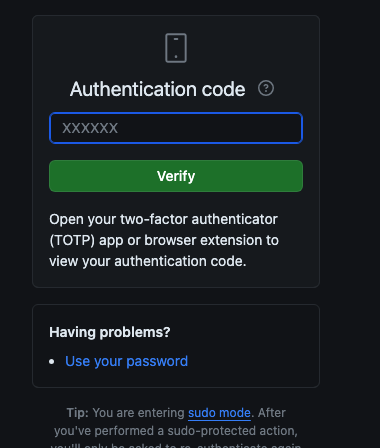 Authentication code ?
XXXXXX
Verify
Open your two-factor authenticator
(TOTP) app or browser extension to
view your authentication code.
Having problems?
• Use your password
Tip: You are entering sudo mode. After
you've performed a sudo-protected action,
you'll only be asked to re-authenticate again